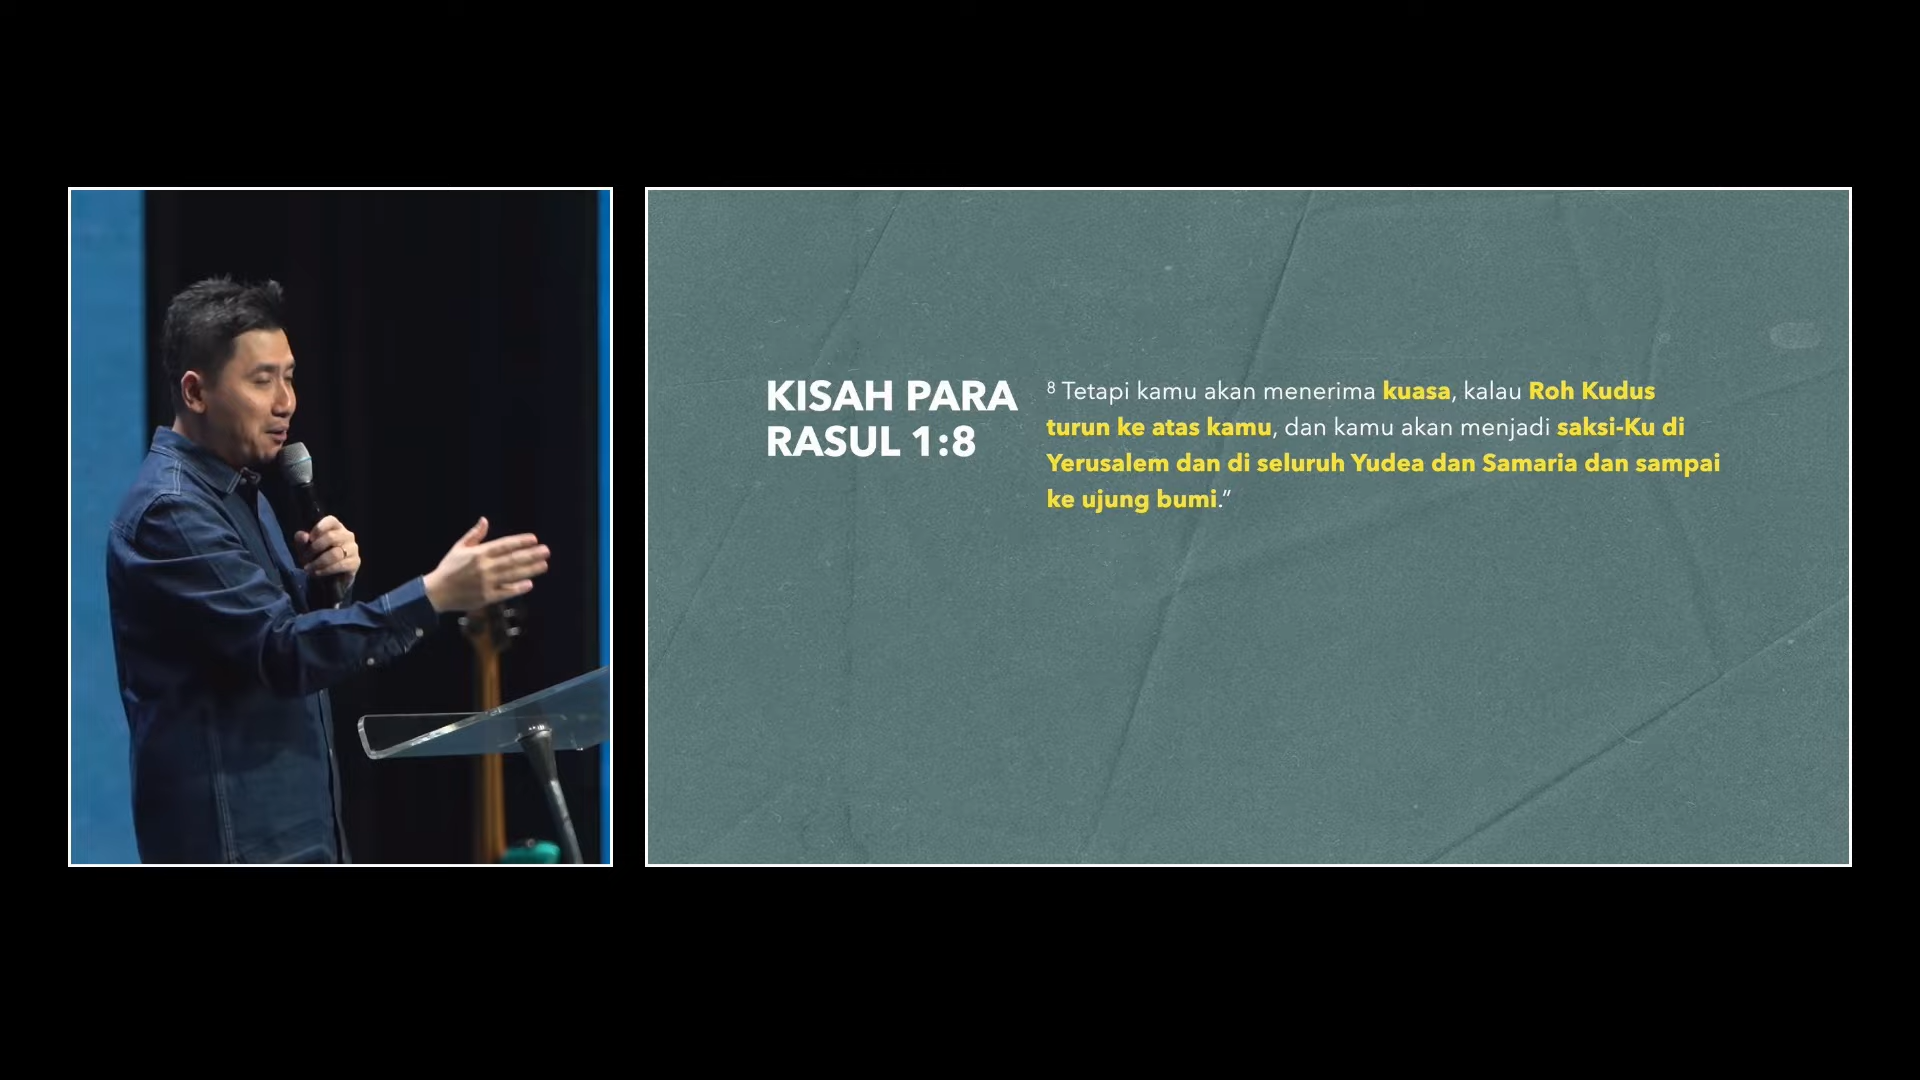 KISAH PARA
RASUL 1:8
⁸ Tetapi kamu akan menerima kuasa, kalau Roh Kudus
turun ke atas kamu, dan kamu akan menjadi saksi-Ku di
Yerusalem dan di seluruh Yudea dan Samaria dan sampai
ke ujung bumi.”